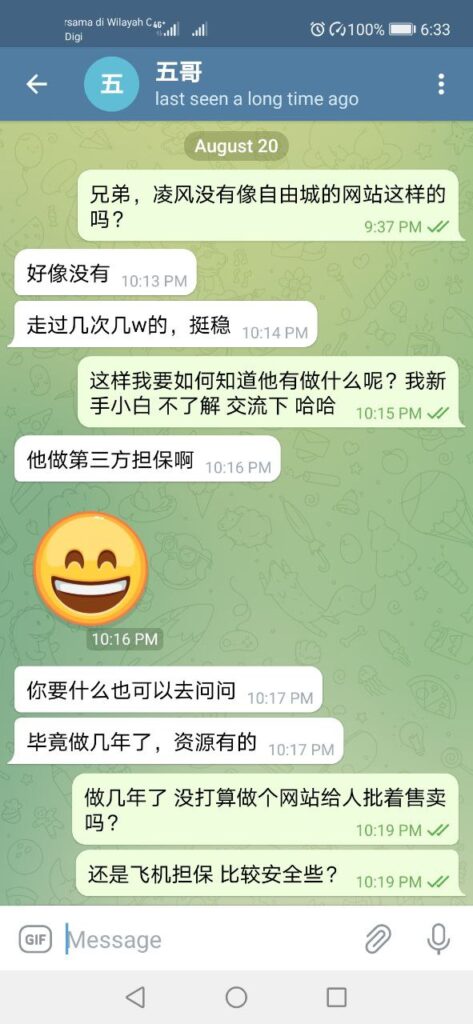 rsama di Wilayah C
Digi
4G+
100%
6:33
五
五哥
last seen a long time ago
August 20
兄弟，凌风没有像自由城的网站这样的
吗？
9:37 PM
好像没有 10:13 PM
走过几次几w的，挺稳 10:14 PM
这样我要如何知道他有做什么呢？我新
手小白 不了解 交流下 哈哈 10:15 PM
他做第三方担保啊 10:16 PM
10:16 PM
你要什么也可以去问问 10:17 PM
毕竟做几年了，资源有的 10:17 PM
做几年了 没打算做个网站给人批着售卖
吗？
10:19 PM
还是飞机担保 比较安全些？ 10:19 PM
GIF
Message